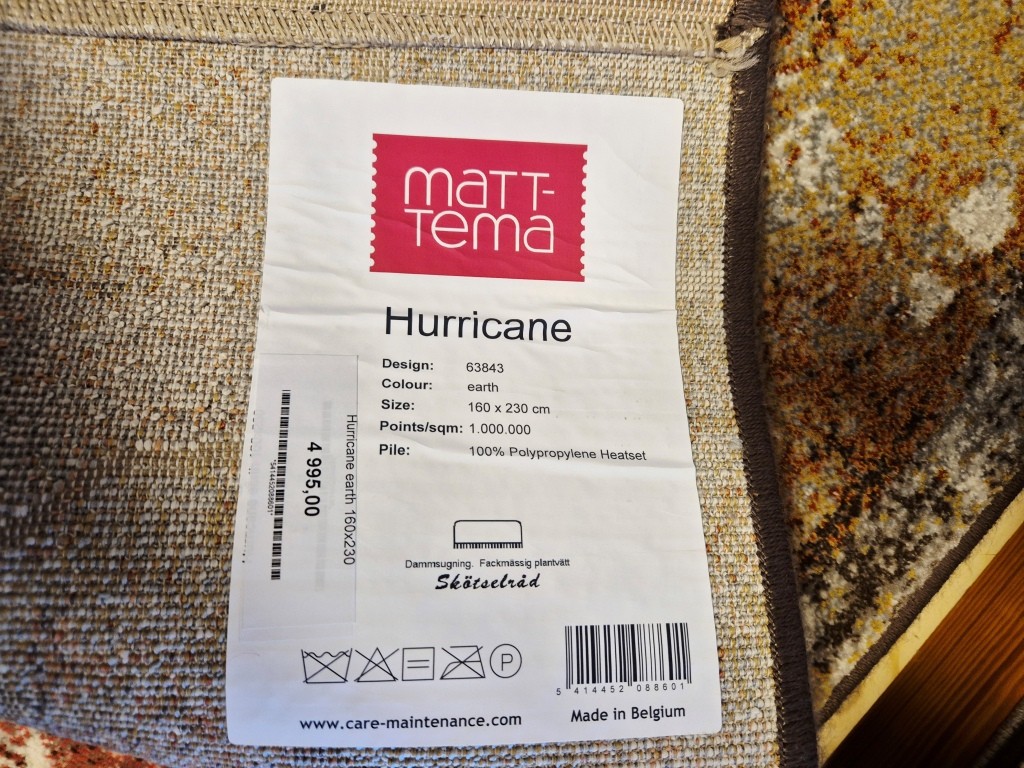 matt-
tema
Hurricane
Design: 63843
Colour: earth
Size: 160 x 230 cm
Points/sqm: 1.000.000
Pile: 100% Polypropylene Heatset
Hurricane earth 160x230
4 995,00
*5414452088601*
Dammsugning. Fackmässig plantvätt
Skötselråd
P
5 414452 088601
www.care-maintenance.com
Made in Belgium